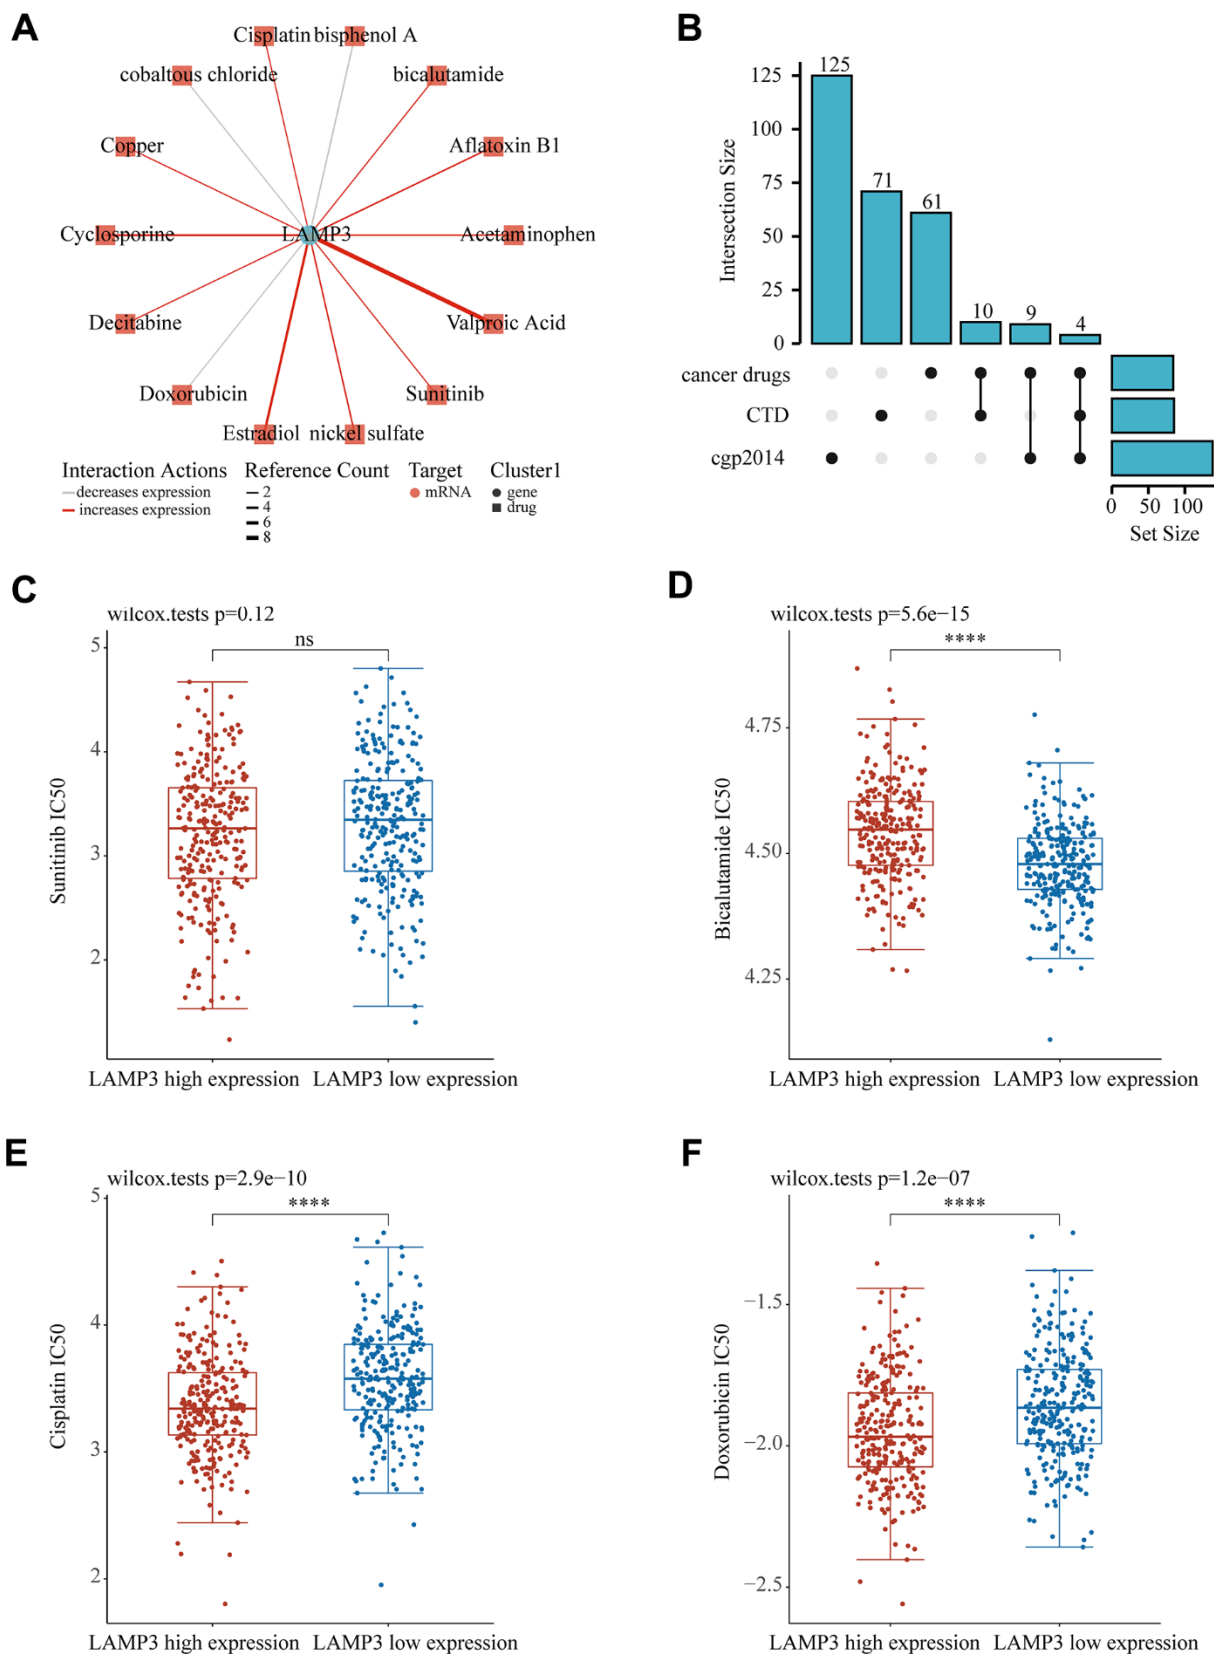 A
Cisplatin bisphenol A
cobaltous chloride
bicalutamide
Copper
Aflatoxin B1
Cyclosporine
LAMP3
Acetaminophen
Decitabine
Valproic Acid
Doxorubicin
Sunitinib
Estradiol nickel sulfate
Interaction Actions
decreases expression
increases expression
Reference Count
2
4
6
8
Target
mRNA
Cluster1
gene
drug
B
Intersection Size
125
100
75
50
25
0
125
71
61
10
9
4
cancer drugs
CTD
cgp2014
0 50 100
Set Size
C
wilcox.tests p=0.12
ns
Sunitinib IC50
5
4
3
2
LAMP3 high expression LAMP3 low expression
D
wilcox.tests p=5.6e−15
****
Bicalutamide IC50
4.75
4.50
4.25
LAMP3 high expression LAMP3 low expression
E
wilcox.tests p=2.9e−10
****
Cisplatin IC50
5
4
3
2
LAMP3 high expression LAMP3 low expression
F
wilcox.tests p=1.2e−07
****
Doxorubicin IC50
−1.5
−2.0
−2.5
LAMP3 high expression LAMP3 low expression